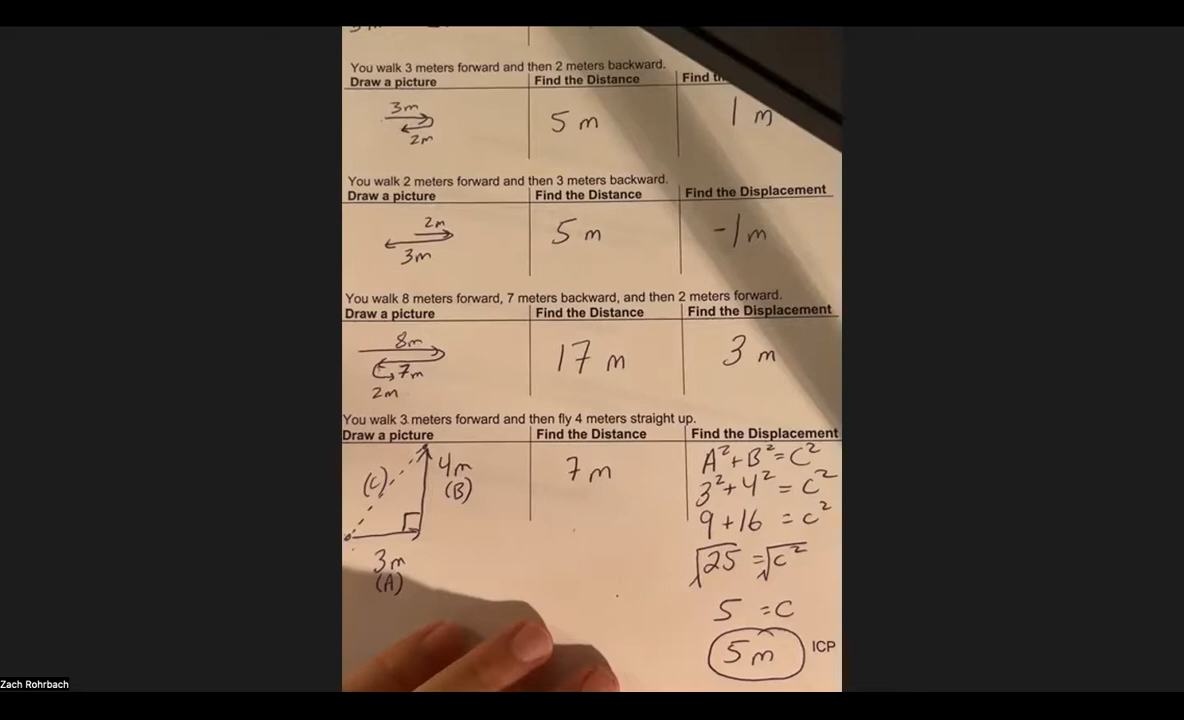 You walk 3 meters forward and then 2 meters backward.
Draw a picture Find the Distance Find
3m
2m
5 m
1 m
You walk 2 meters forward and then 3 meters backward.
Draw a picture Find the Distance Find the Displacement
2m
3m
5 m
-1 m
You walk 8 meters forward, 7 meters backward, and then 2 meters forward.
Draw a picture Find the Distance Find the Displacement
8m
7m
2m
17 m
3 m
You walk 3 meters forward and then fly 4 meters straight up.
Draw a picture Find the Distance Find the Displacement
(C)
4m
(B)
3m
(A)
7 m
A²+B²=C²
3²+4² = C²
9+16 = C²
√25 =√C²
5 =C
5 m
ICP
Zach Rohrbach